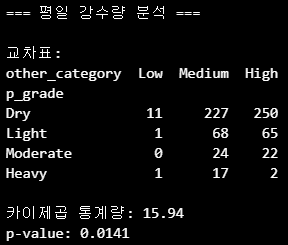 === 평일 강수량 분석 ===
교차표:
other_category Low Medium High
p_grade
Dry 11 227 250
Light 1 68 65
Moderate 0 24 22
Heavy 1 17 2
카이제곱 통계량: 15.94
p-value: 0.0141